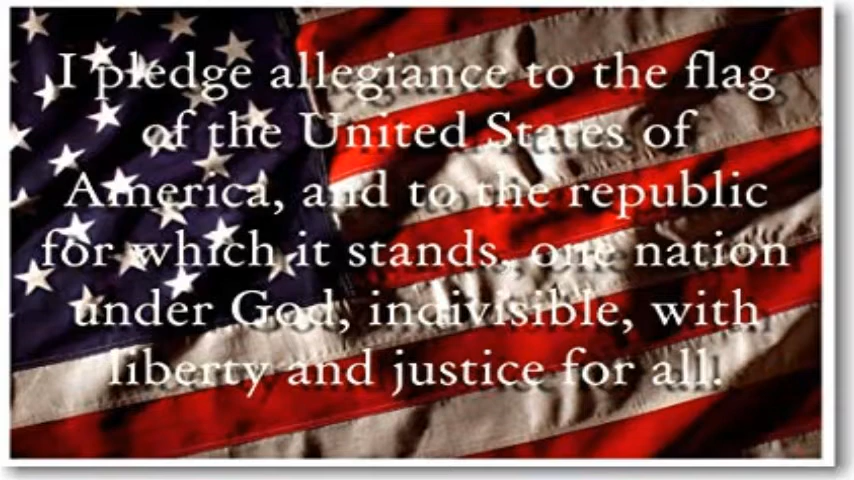 I pledge allegiance to the flag
of the United States of
America, and to the republic
for which it stands, one nation
under God, indivisible, with
liberty and justice for all.